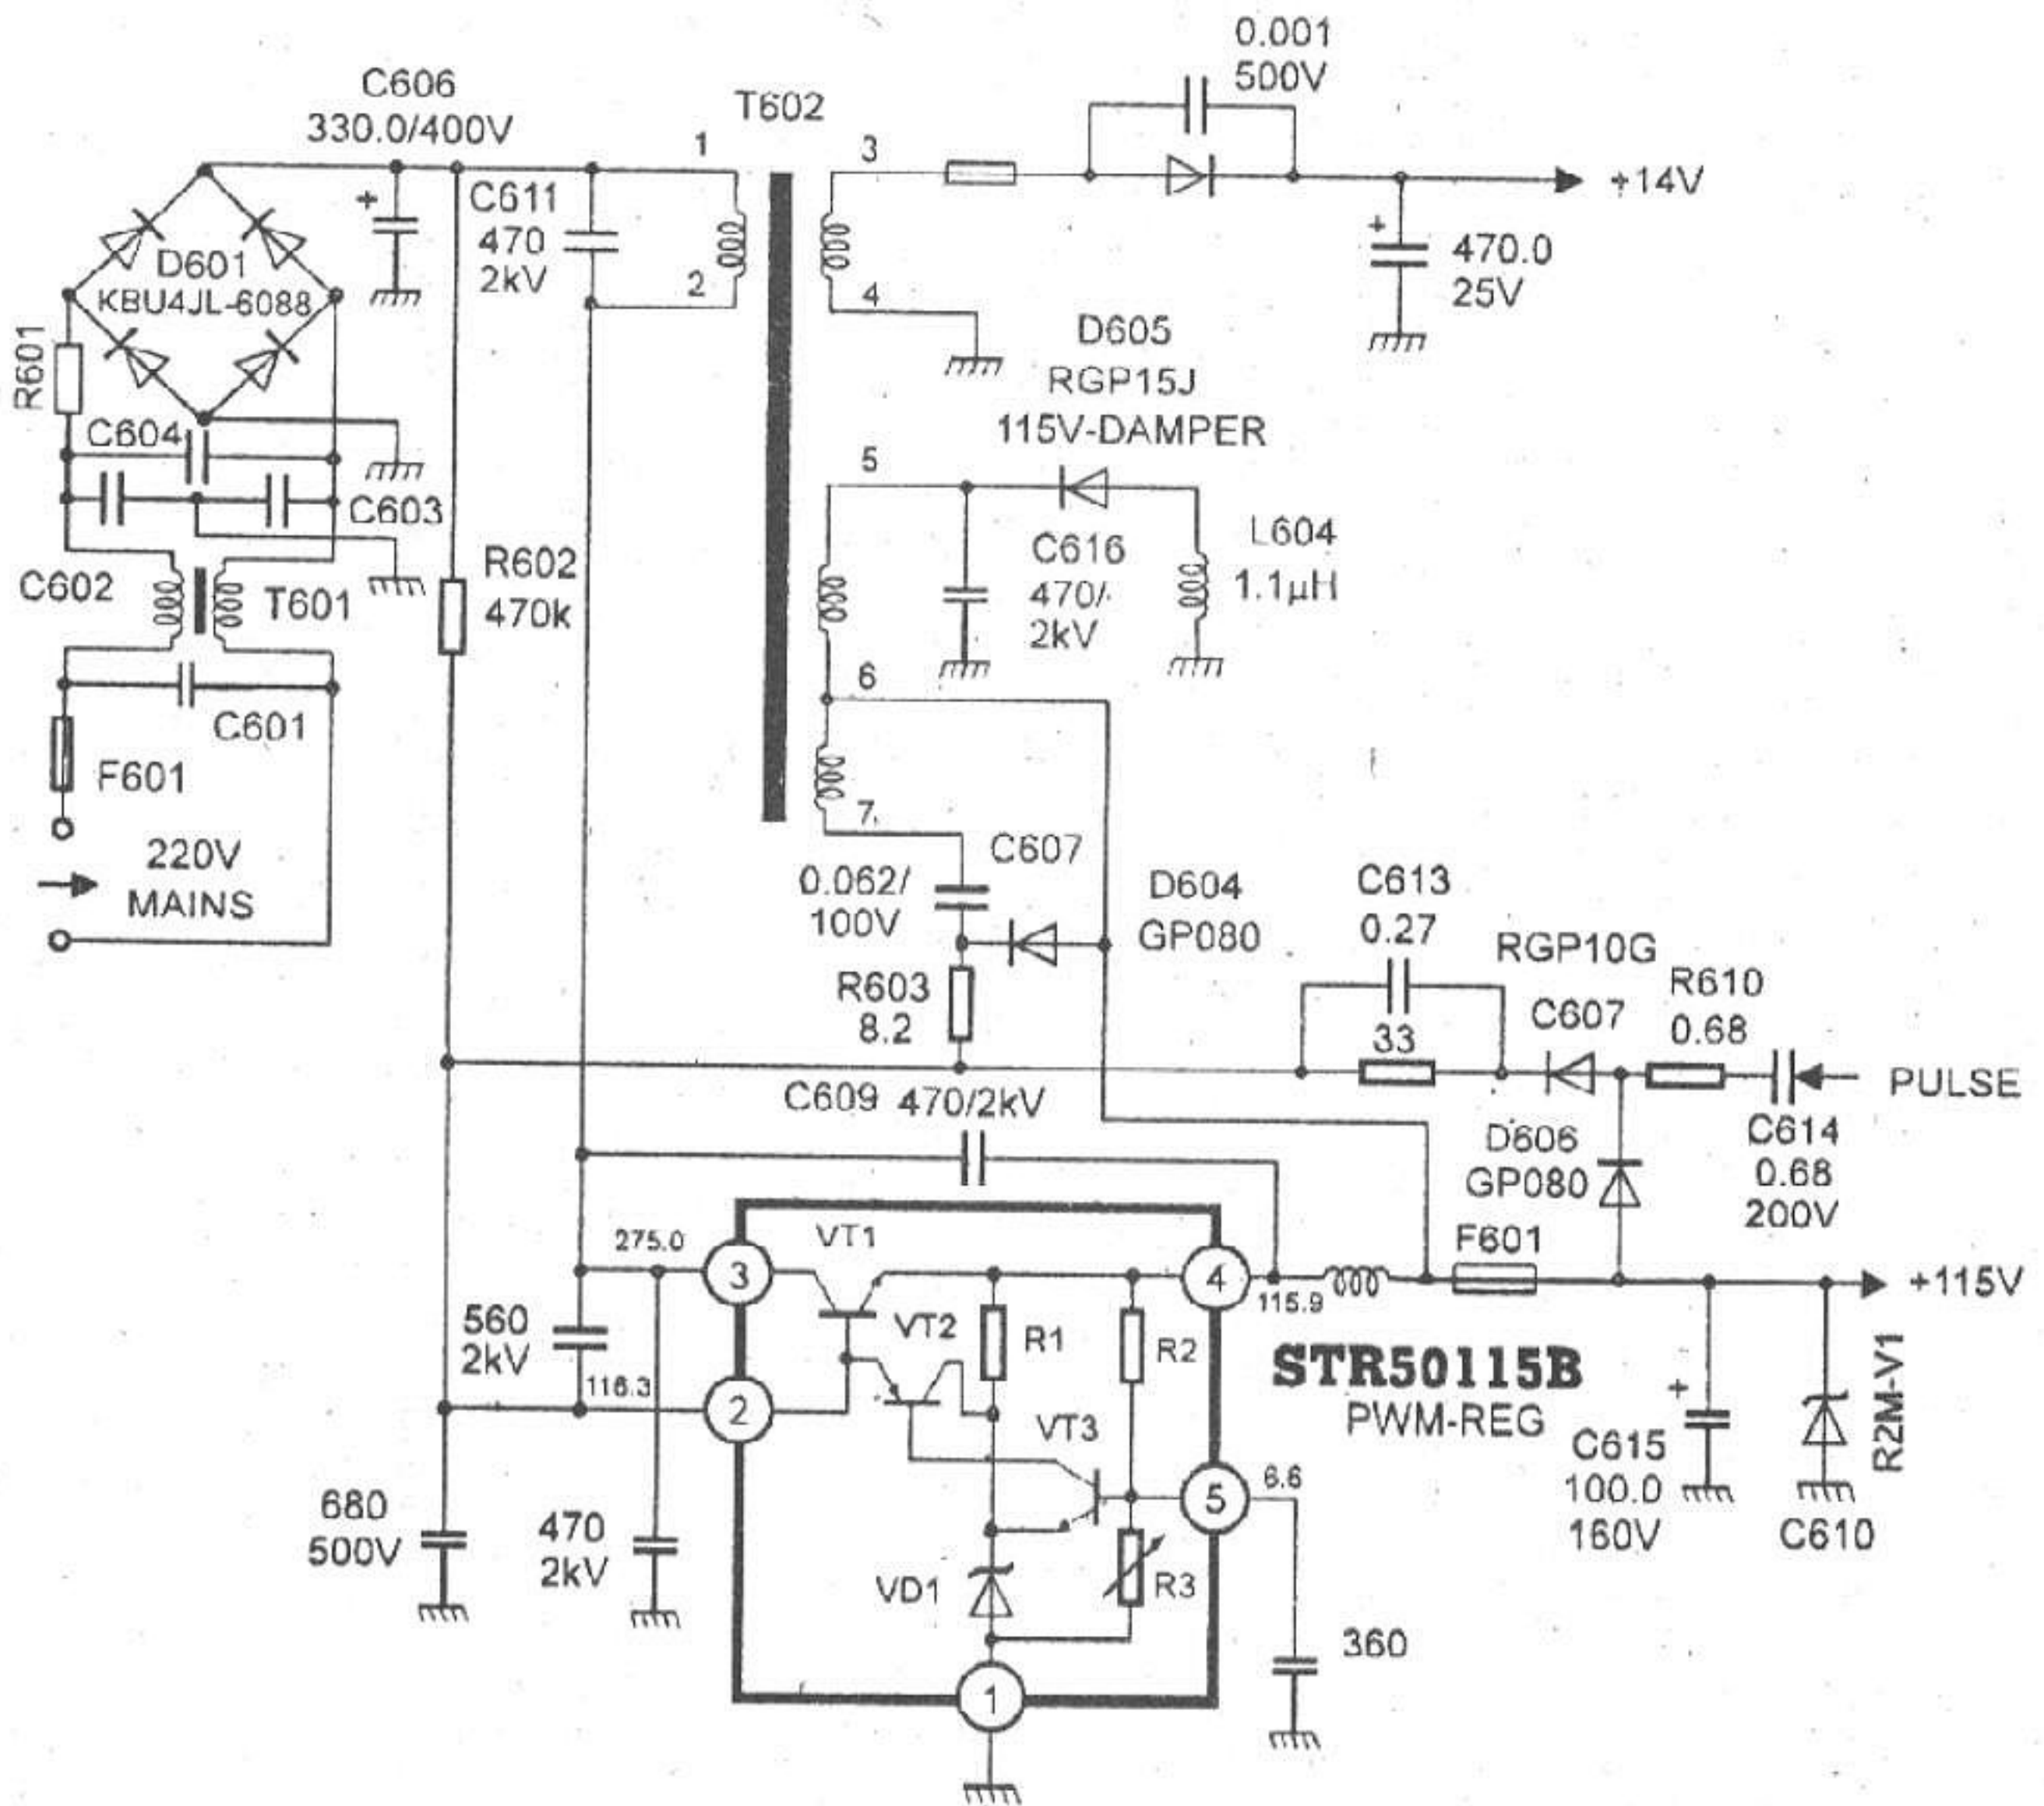 0.001
500V
C606
330.0/400V
T602
1
3
C611
470
2kV
+
+14V
D601
KBU4JL-6088
2
4
+
470.0
25V
R601
D605
RGP15J
115V-DAMPER
C604
5
C603
C602
T601
R602
470k
C616
470/
2kV
L604
1.1µH
6
C601
F601
7
220V
MAINS
C607
0.062/
100V
D604
GP080
C613
0.27
R603
8.2
RGP10G
C607
R610
0.68
33
PULSE
C609 470/2kV
D606
GP080
C614
0.68
200V
275.0
3
VT1
4
115.9
F601
+115V
560
2kV
VT2
R1
R2
STR50115B
PWM-REG
116.3
2
VT3
+
C615
100.0
160V
R2M-V1
C610
680
500V
470
2kV
5
6.6
VD1
R3
360
1